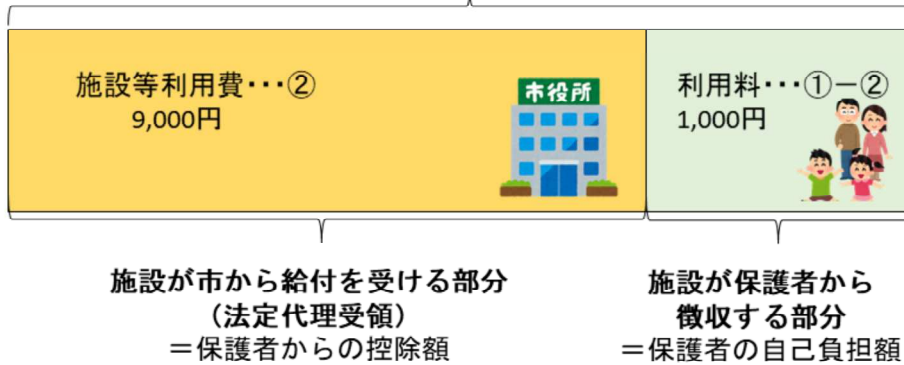 施設等利用費・・・②
9,000円
市役所
利用料・・・①－②
1,000円
施設が市から給付を受ける部分
（法定代理受領）
＝保護者からの控除額
施設が保護者から
徴収する部分
＝保護者の自己負担額